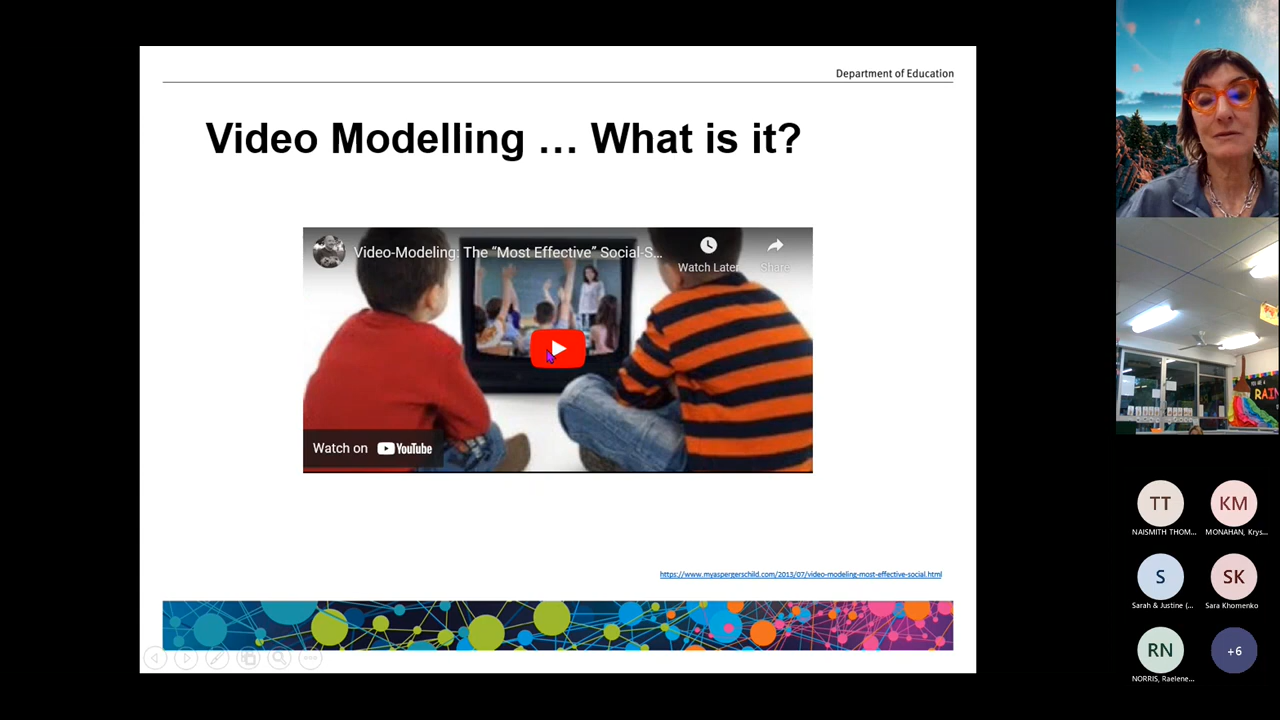 Department of Education
Video Modelling … What is it?
Video-Modeling: The “Most Effective” Social-S...
Watch Later
Share
Watch on YouTube
https://www.myaspergerschild.com/2013/07/video-modeling-most-effective-social.html
RAIN
TT
KM
NAISMITH THOM...
MONAHAN, Krys...
S
SK
Sarah & Justine (...
Sara Khomenko
RN
+6
NORRIS, Raelene...